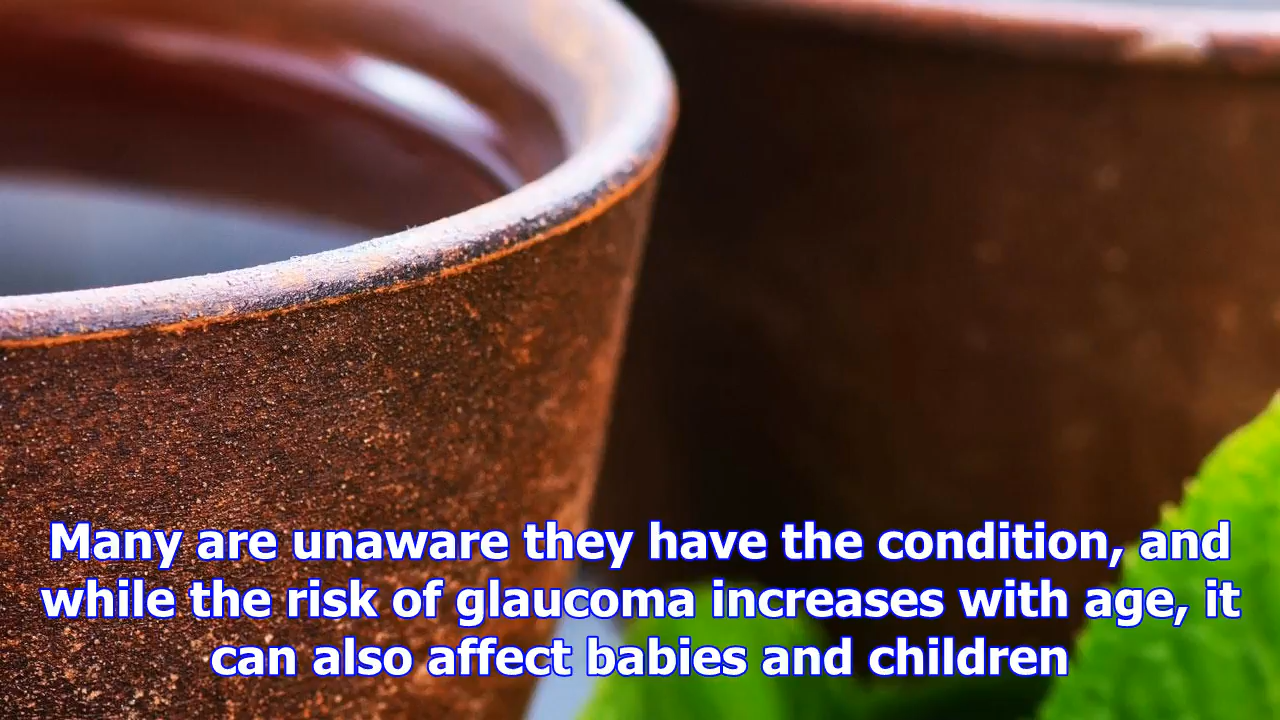 Many are unaware they have the condition, and
while the risk of glaucoma increases with age, it
can also affect babies and children